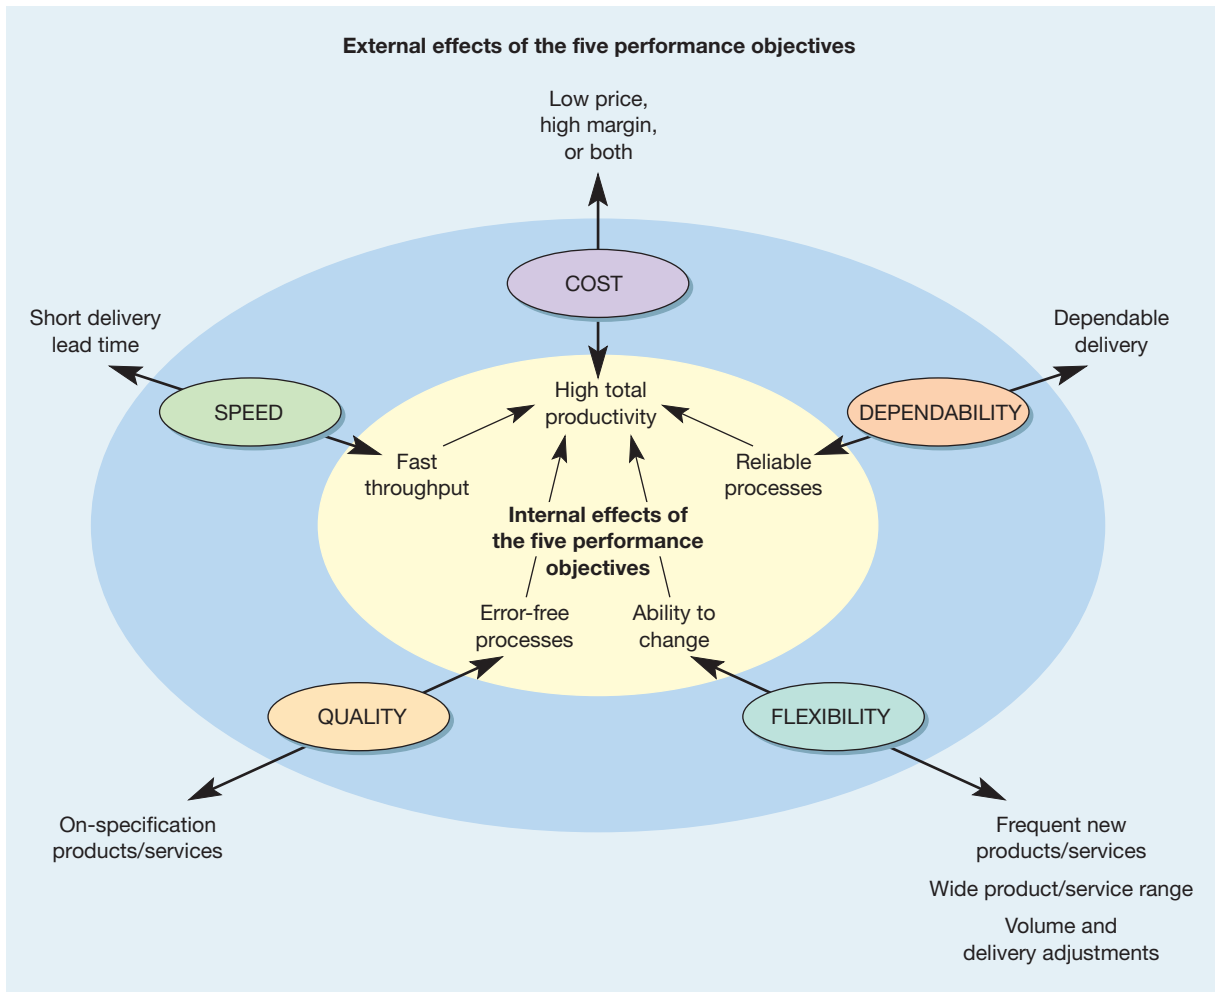 External effects of the five performance objectives
Low price,
high margin,
or both
COST
Short delivery
lead time
Dependable
delivery
SPEED
DEPENDABILITY
High total
productivity
Fast
throughput
Reliable
processes
Internal effects of
the five performance
objectives
Error-free
processes
Ability to
change
QUALITY
FLEXIBILITY
On-specification
products/services
Frequent new
products/services
Wide product/service range
Volume and
delivery adjustments